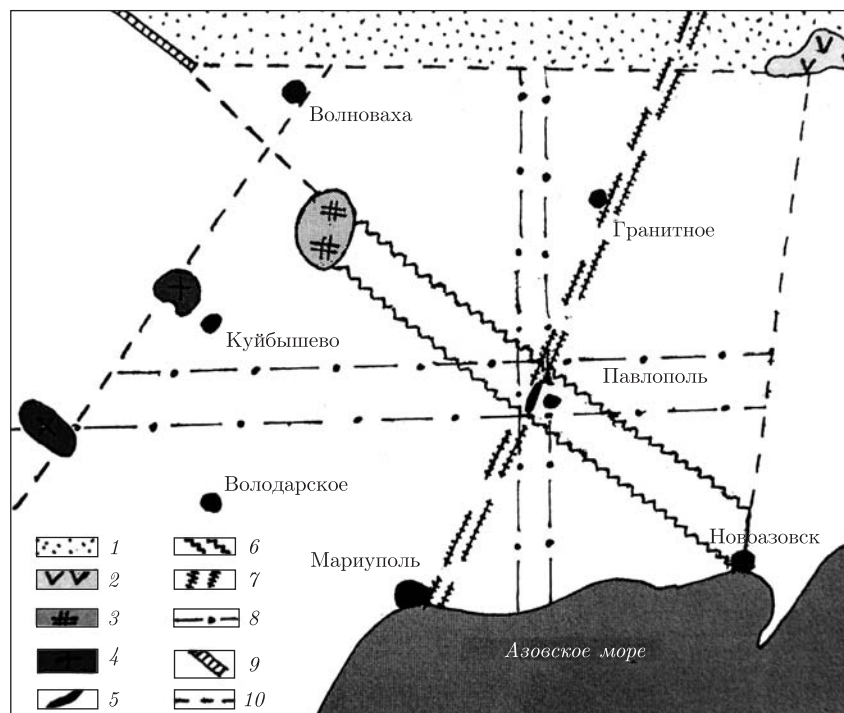 Волноваха
Гранитное
Куйбышево
Павлополь
Володарское
Новоазовск
Мариуполь
Азовское море
1
2
3
4
5
6
7
8
9
10